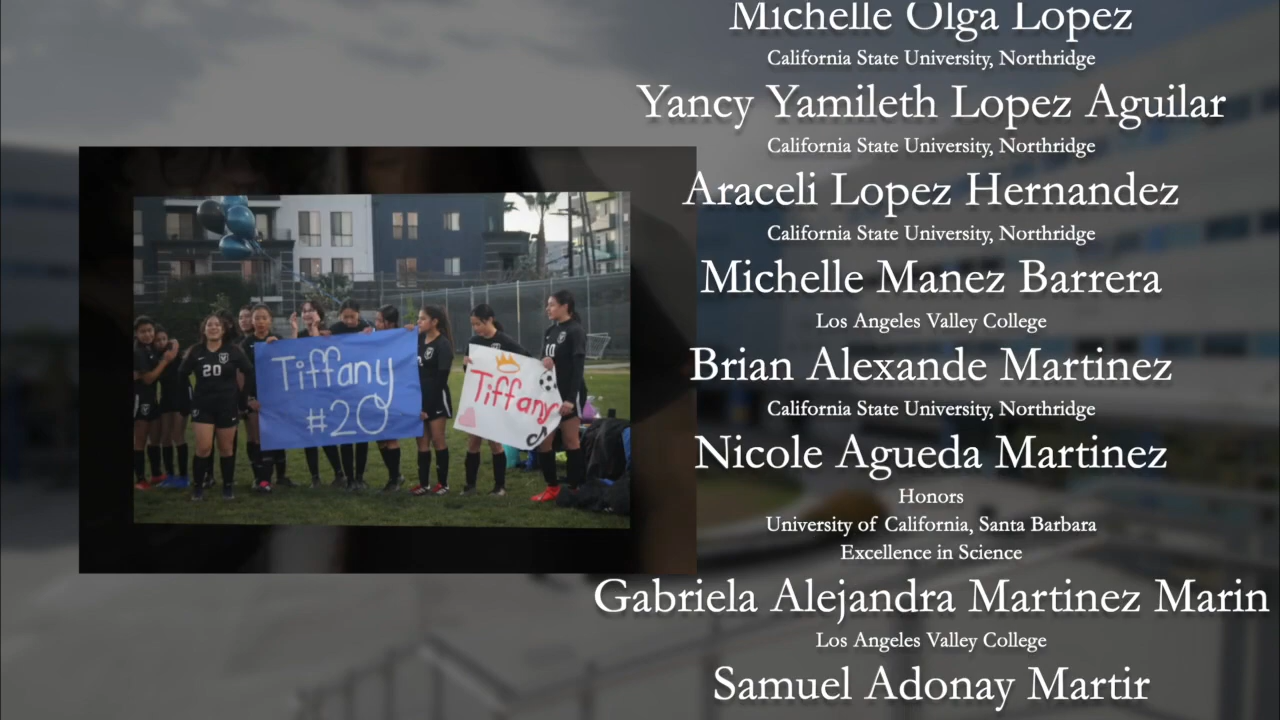 Michelle Olga Lopez
California State University, Northridge
Yancy Yamileth Lopez Aguilar
California State University, Northridge
Araceli Lopez Hernandez
California State University, Northridge
Michelle Manez Barrera
Los Angeles Valley College
Brian Alexande Martinez
California State University, Northridge
Nicole Agueda Martinez
Honors
University of California, Santa Barbara
Excellence in Science
Gabriela Alejandra Martinez Marin
Los Angeles Valley College
Samuel Adonay Martir
20
Tiffany
#20
Tiffany
10